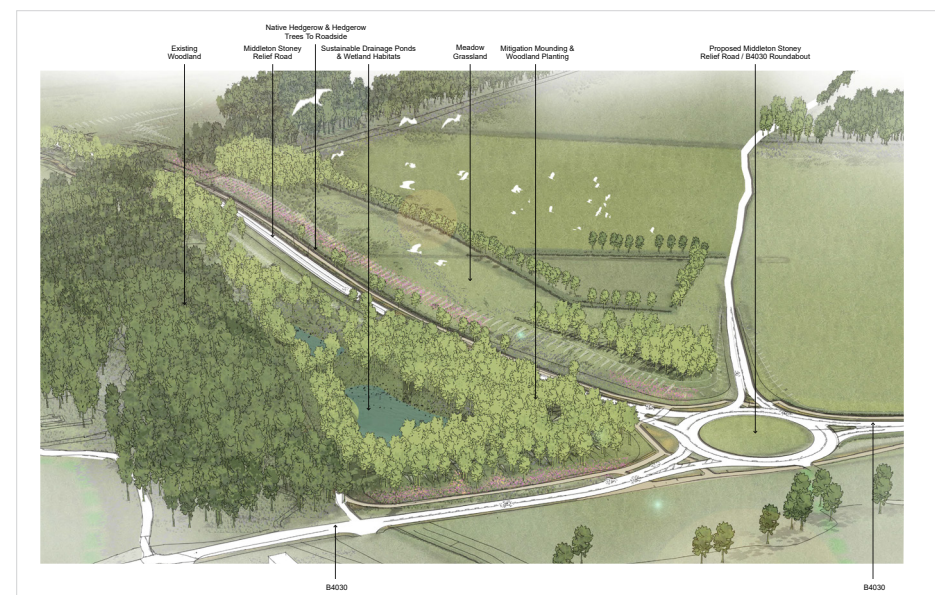 Native Hedgerow & Hedgerow
Trees To Roadside
Existing
Woodland
Middleton Stoney
Relief Road
Sustainable Drainage Ponds
& Wetland Habitats
Meadow
Grassland
Mitigation Mounding &
Woodland Planting
Proposed Middleton Stoney
Relief Road / B4030 Roundabout
B4030
B4030